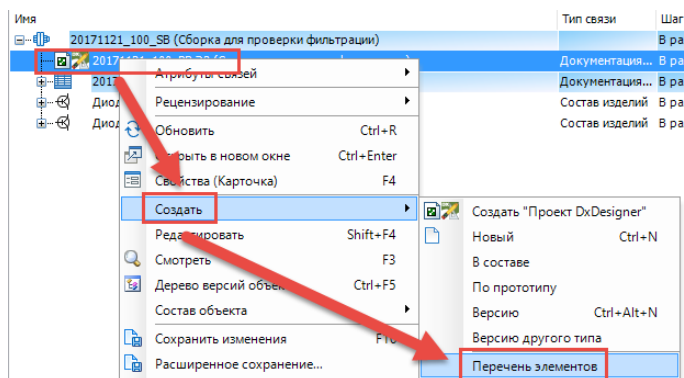 Имя Тип связи Шаг
20171121_100_SB (Сборка для проверки фильтрации) В ра
Документация... В ра
2017 Документация... В ра
Диод Состав изделий В ра
Диод Состав изделий В ра
Атрибуты связей
Рецензирование
Обновить Ctrl+R
Открыть в новом окне Ctrl+Enter
Свойства (Карточка) F4
Создать
Редактировать Shift+F4
Смотреть F3
Дерево версий объекта Ctrl+F5
Состав объекта
Сохранить изменения F10
Расширенное сохранение...
Создать "Проект DxDesigner"
Новый Ctrl+N
В составе
По прототипу
Версию Ctrl+Alt+N
Версию другого типа
Перечень элементов